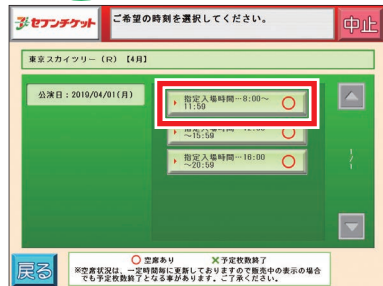 セブンチケット
ご希望の時刻を選択してください。
中止
東京スカイツリー（R）【4月】
公演日：2019/04/01(月)
指定入場時間…8:00〜
11:59
〜15:59
指定入場時間…16:00
〜20:59
1/1
戻る
○空席あり ×予定枚数終了
※空席状況は、一定時間毎に更新しておりますので販売中の表示の場合
でも予定枚数終了となる事があります。ご了承ください。